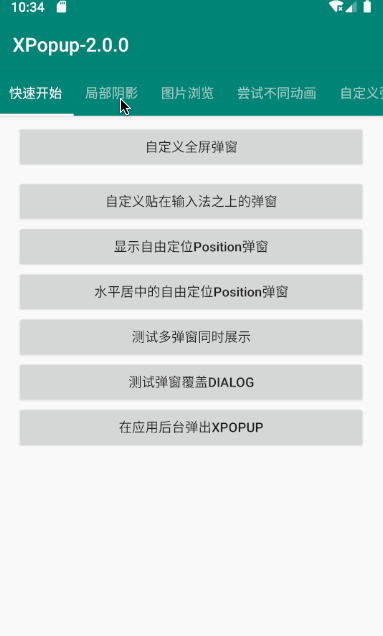 10:34
XPopup-2.0.0
快速开始 局部阴影 图片浏览 尝试不同动画 自定义
自定义全屏弹窗
自定义贴在输入法之上的弹窗
显示自由定位Position弹窗
水平居中的自由定位Position弹窗
测试多弹窗同时展示
测试弹窗覆盖DIALOG
在应用后台弹出XPOPUP